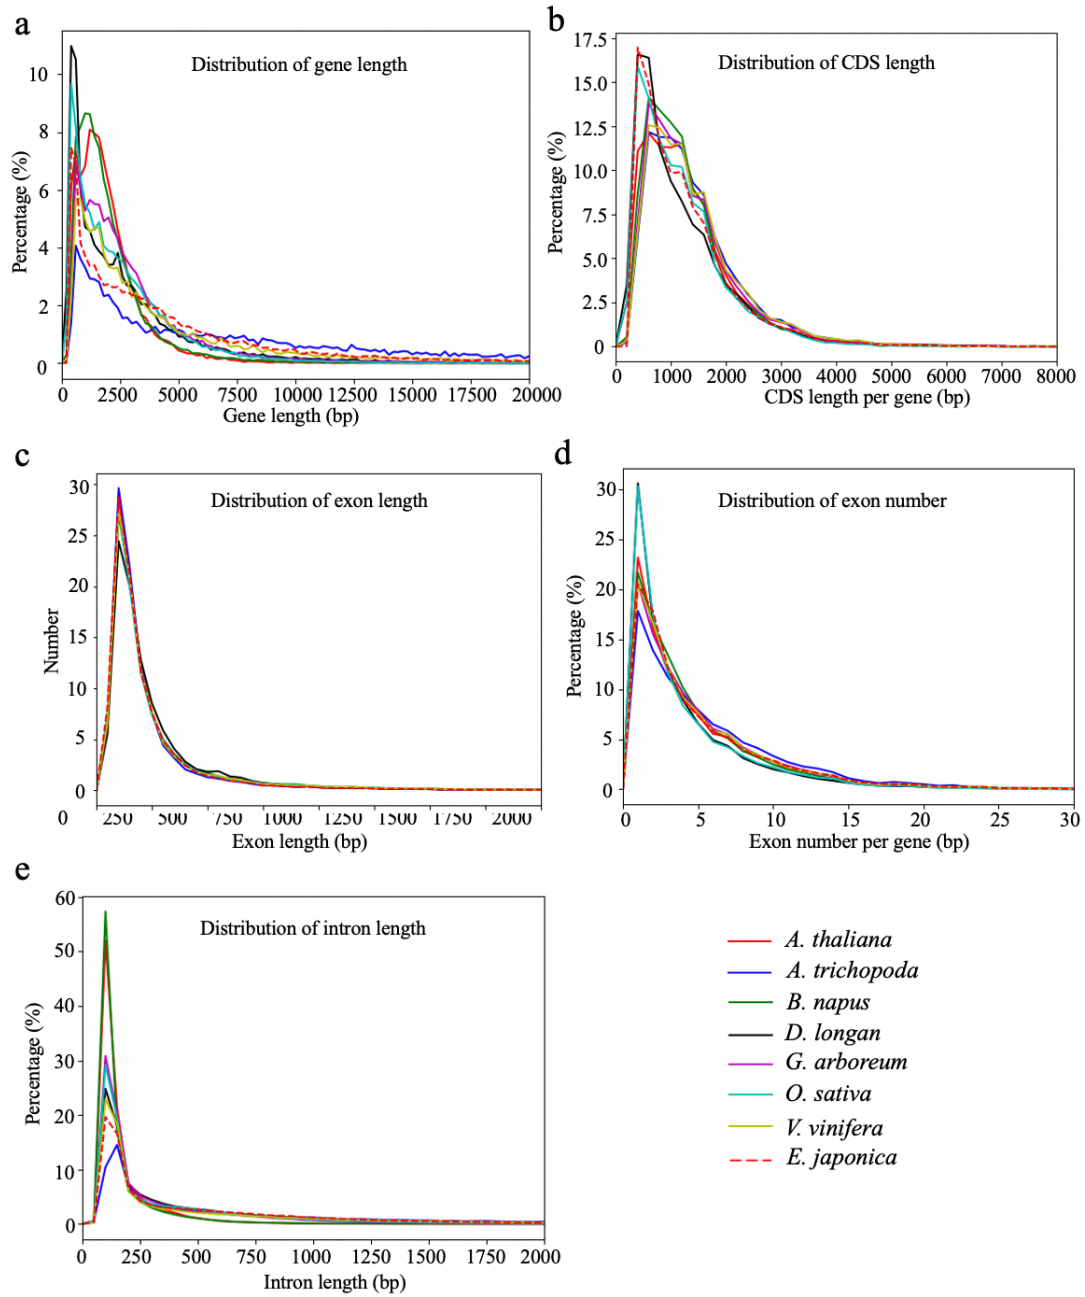 a
Distribution of gene length
Percentage (%)
10
8
6
4
2
0
0 2500 5000 7500 10000 12500 15000 17500 20000
Gene length (bp)
b
Distribution of CDS length
Percentage (%)
17.5
15.0
12.5
10.0
7.5
5.0
2.5
0
0 1000 2000 3000 4000 5000 6000 7000 8000
CDS length per gene (bp)
c
Distribution of exon length
Number
30
25
20
15
10
5
0
0 250 500 750 1000 1250 1500 1750 2000
Exon length (bp)
d
Distribution of exon number
Percentage (%)
30
25
20
15
10
5
0
0 5 10 15 20 25 30
Exon number per gene (bp)
e
Distribution of intron length
Percentage (%)
60
50
40
30
20
10
0
0 250 500 750 1000 1250 1500 1750 2000
Intron length (bp)
A. thaliana
A. trichopoda
B. napus
D. longan
G. arboreum
O. sativa
V. vinifera
E. japonica